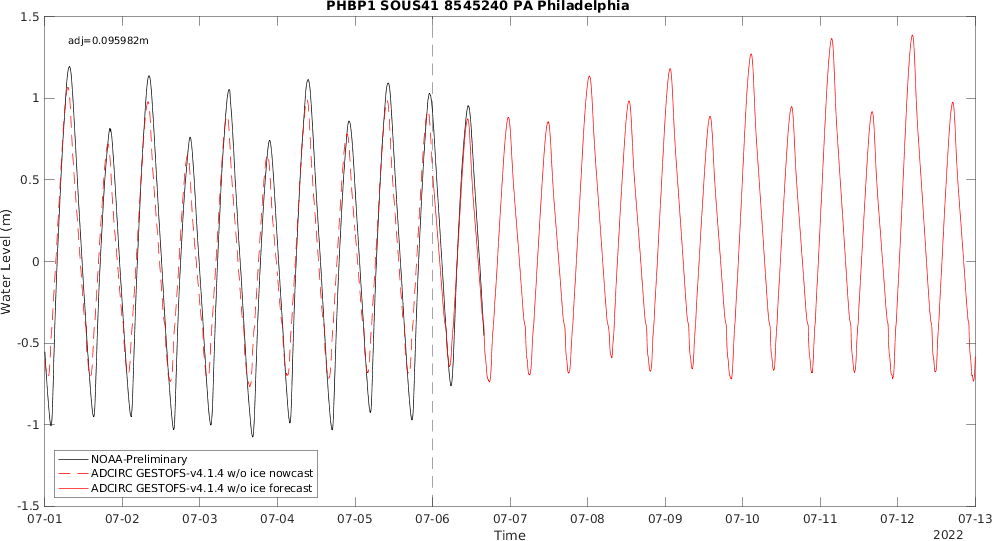 PHBP1 SOUS41 8545240 PA Philadelphia
adj=0.095982m
1.5
1
0.5
0
-0.5
-1
-1.5
Water Level (m)
NOAA-Preliminary
ADCIRC GESTOFS-v4.1.4 w/o ice nowcast
ADCIRC GESTOFS-v4.1.4 w/o ice forecast
07-01 07-02 07-03 07-04 07-05 07-06 07-07 07-08 07-09 07-10 07-11 07-12 07-13
Time
2022